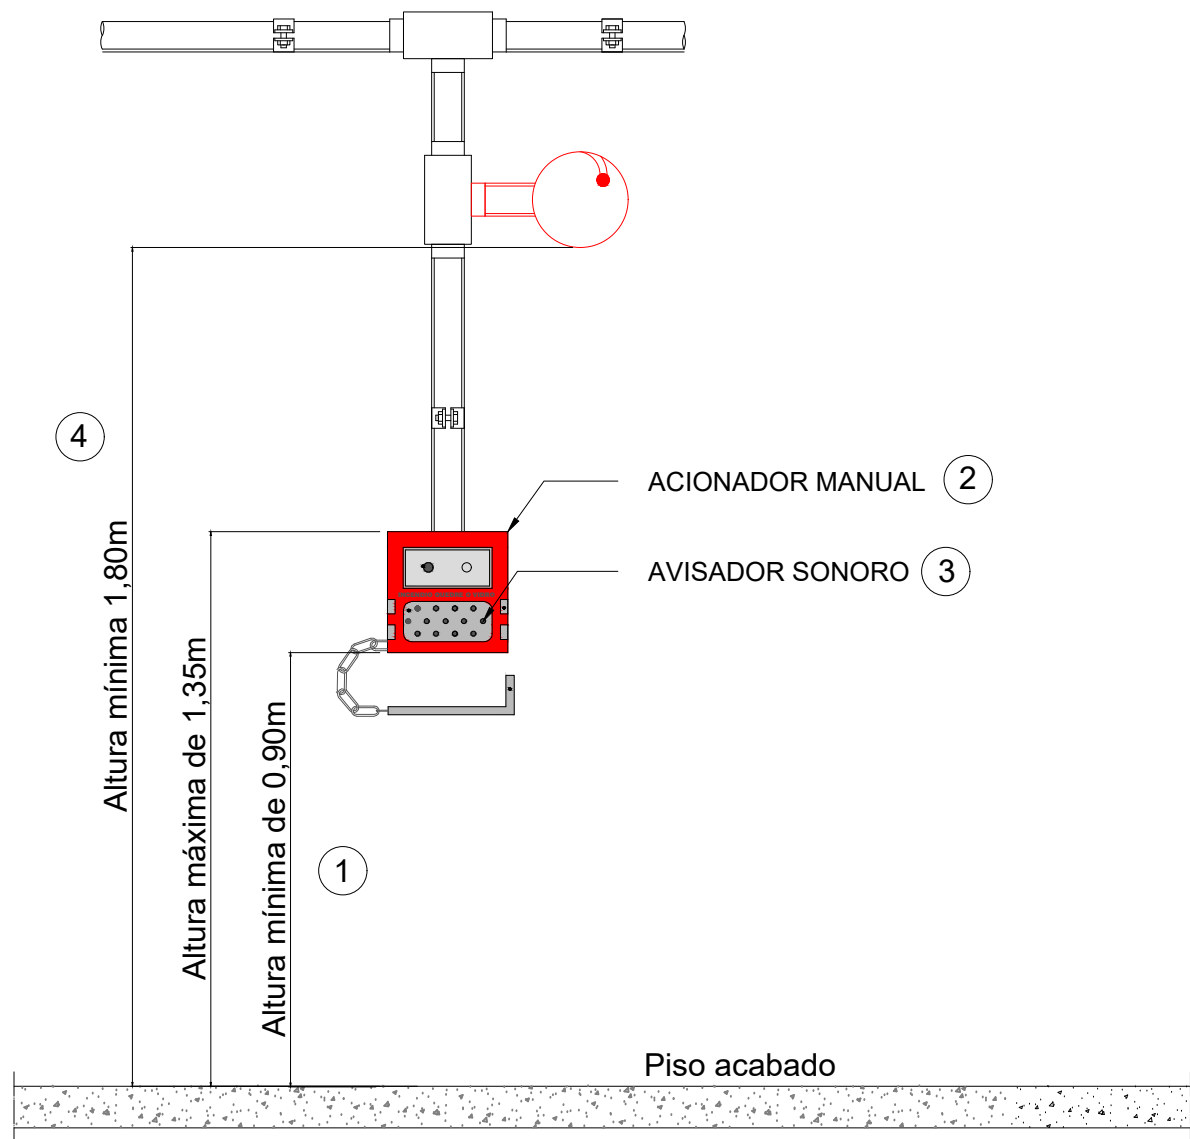 4
ACIONADOR MANUAL 2
AVISADOR SONORO 3
Altura mínima 1,80m
Altura máxima de 1,35m
Altura mínima de 0,90m
1
Piso acabado